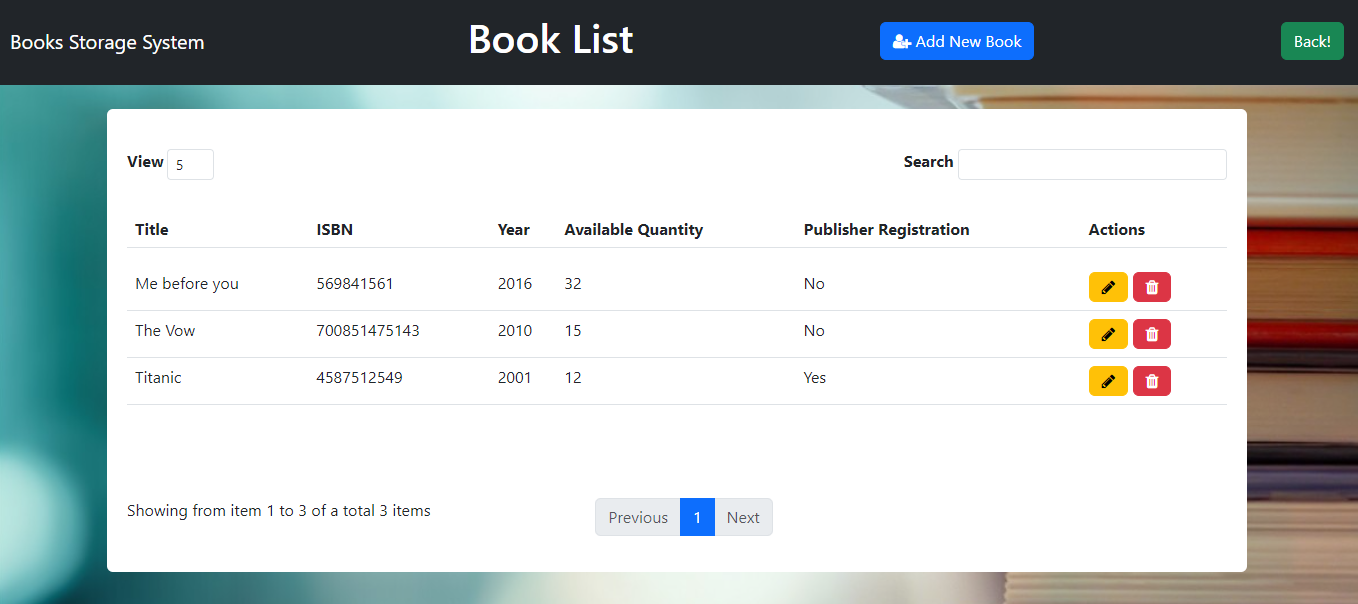 Books Storage System
Book List
Add New Book
Back!
View 5
Search
Title ISBN Year Available Quantity Publisher Registration Actions
Me before you 569841561 2016 32 No
The Vow 700851475143 2010 15 No
Titanic 4587512549 2001 12 Yes
Showing from item 1 to 3 of a total 3 items
Previous 1 Next